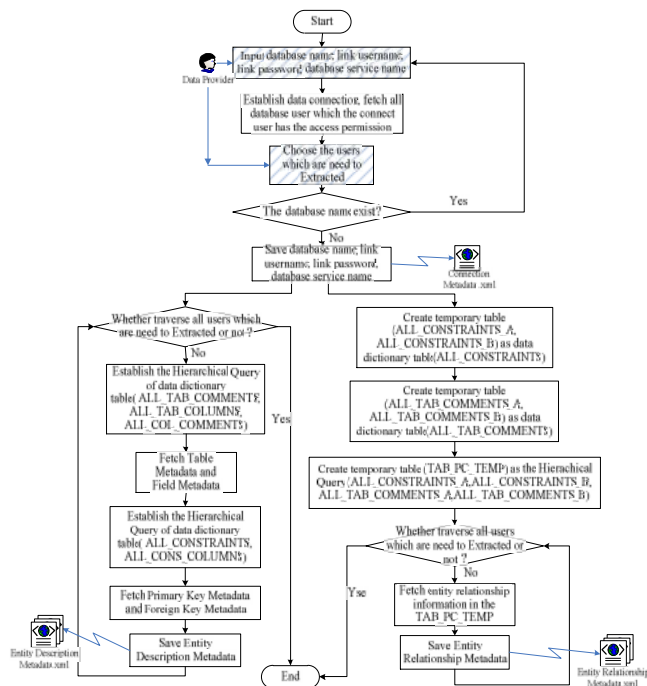 Start
Input database name, link username,
link password, database service name
Data Provider
Establish data connection, fetch all
database user which the connect
user has the access permission
Choose the users
which are need to
Extracted
The database name exist?
Yes
No
Save database name, link
username, link password,
database service name
Connection
Metadata .xml
Whether traverse all users which
are need to Extracted or not ?
No
Establish the Hierarchical Query
of data dictionary
table( ALL_TAB_COMMENTS,
ALL_TAB_COLUMNS,
ALL_COL_COMMENTS)
Yes
Fetch Table
Metadata and
Field Metadata
Establish the Hierarchical
Query of data dictionary
table( ALL_CONSTRAINTS,
ALL_CONS_COLUMNS)
Fetch Primary Key Metadata
and Foreign Key Metadata
Save Entity
Description Metadata
Entity Description
Metadata.xml
Create temporary table
(ALL_CONSTRAINTS_A,
ALL_CONSTRAINTS_B) as data
dictionary table(ALL_CONSTRAINTS)
Create temporary table
(ALL_TAB_COMMENTS_A,
ALL_TAB_COMMENTS_B) as data
dictionary table(ALL_TAB_COMMENTS)
Create temporary table (TAB_PC_TEMP) as the Hierachical
Query(ALL_CONSTRAINTS_A,ALL_CONSTRAINTS_B,
ALL_TAB_COMMENTS_A,ALL_TAB_COMMENTS_B)
Whether traverse all users
which are need to Extracted or
not ?
Yse
No
Fetch entity relationship
information in the
TAB_PC_TEMP
Save Entity
Relationship Metadata
Entity Relationship
Metadata.xml
End